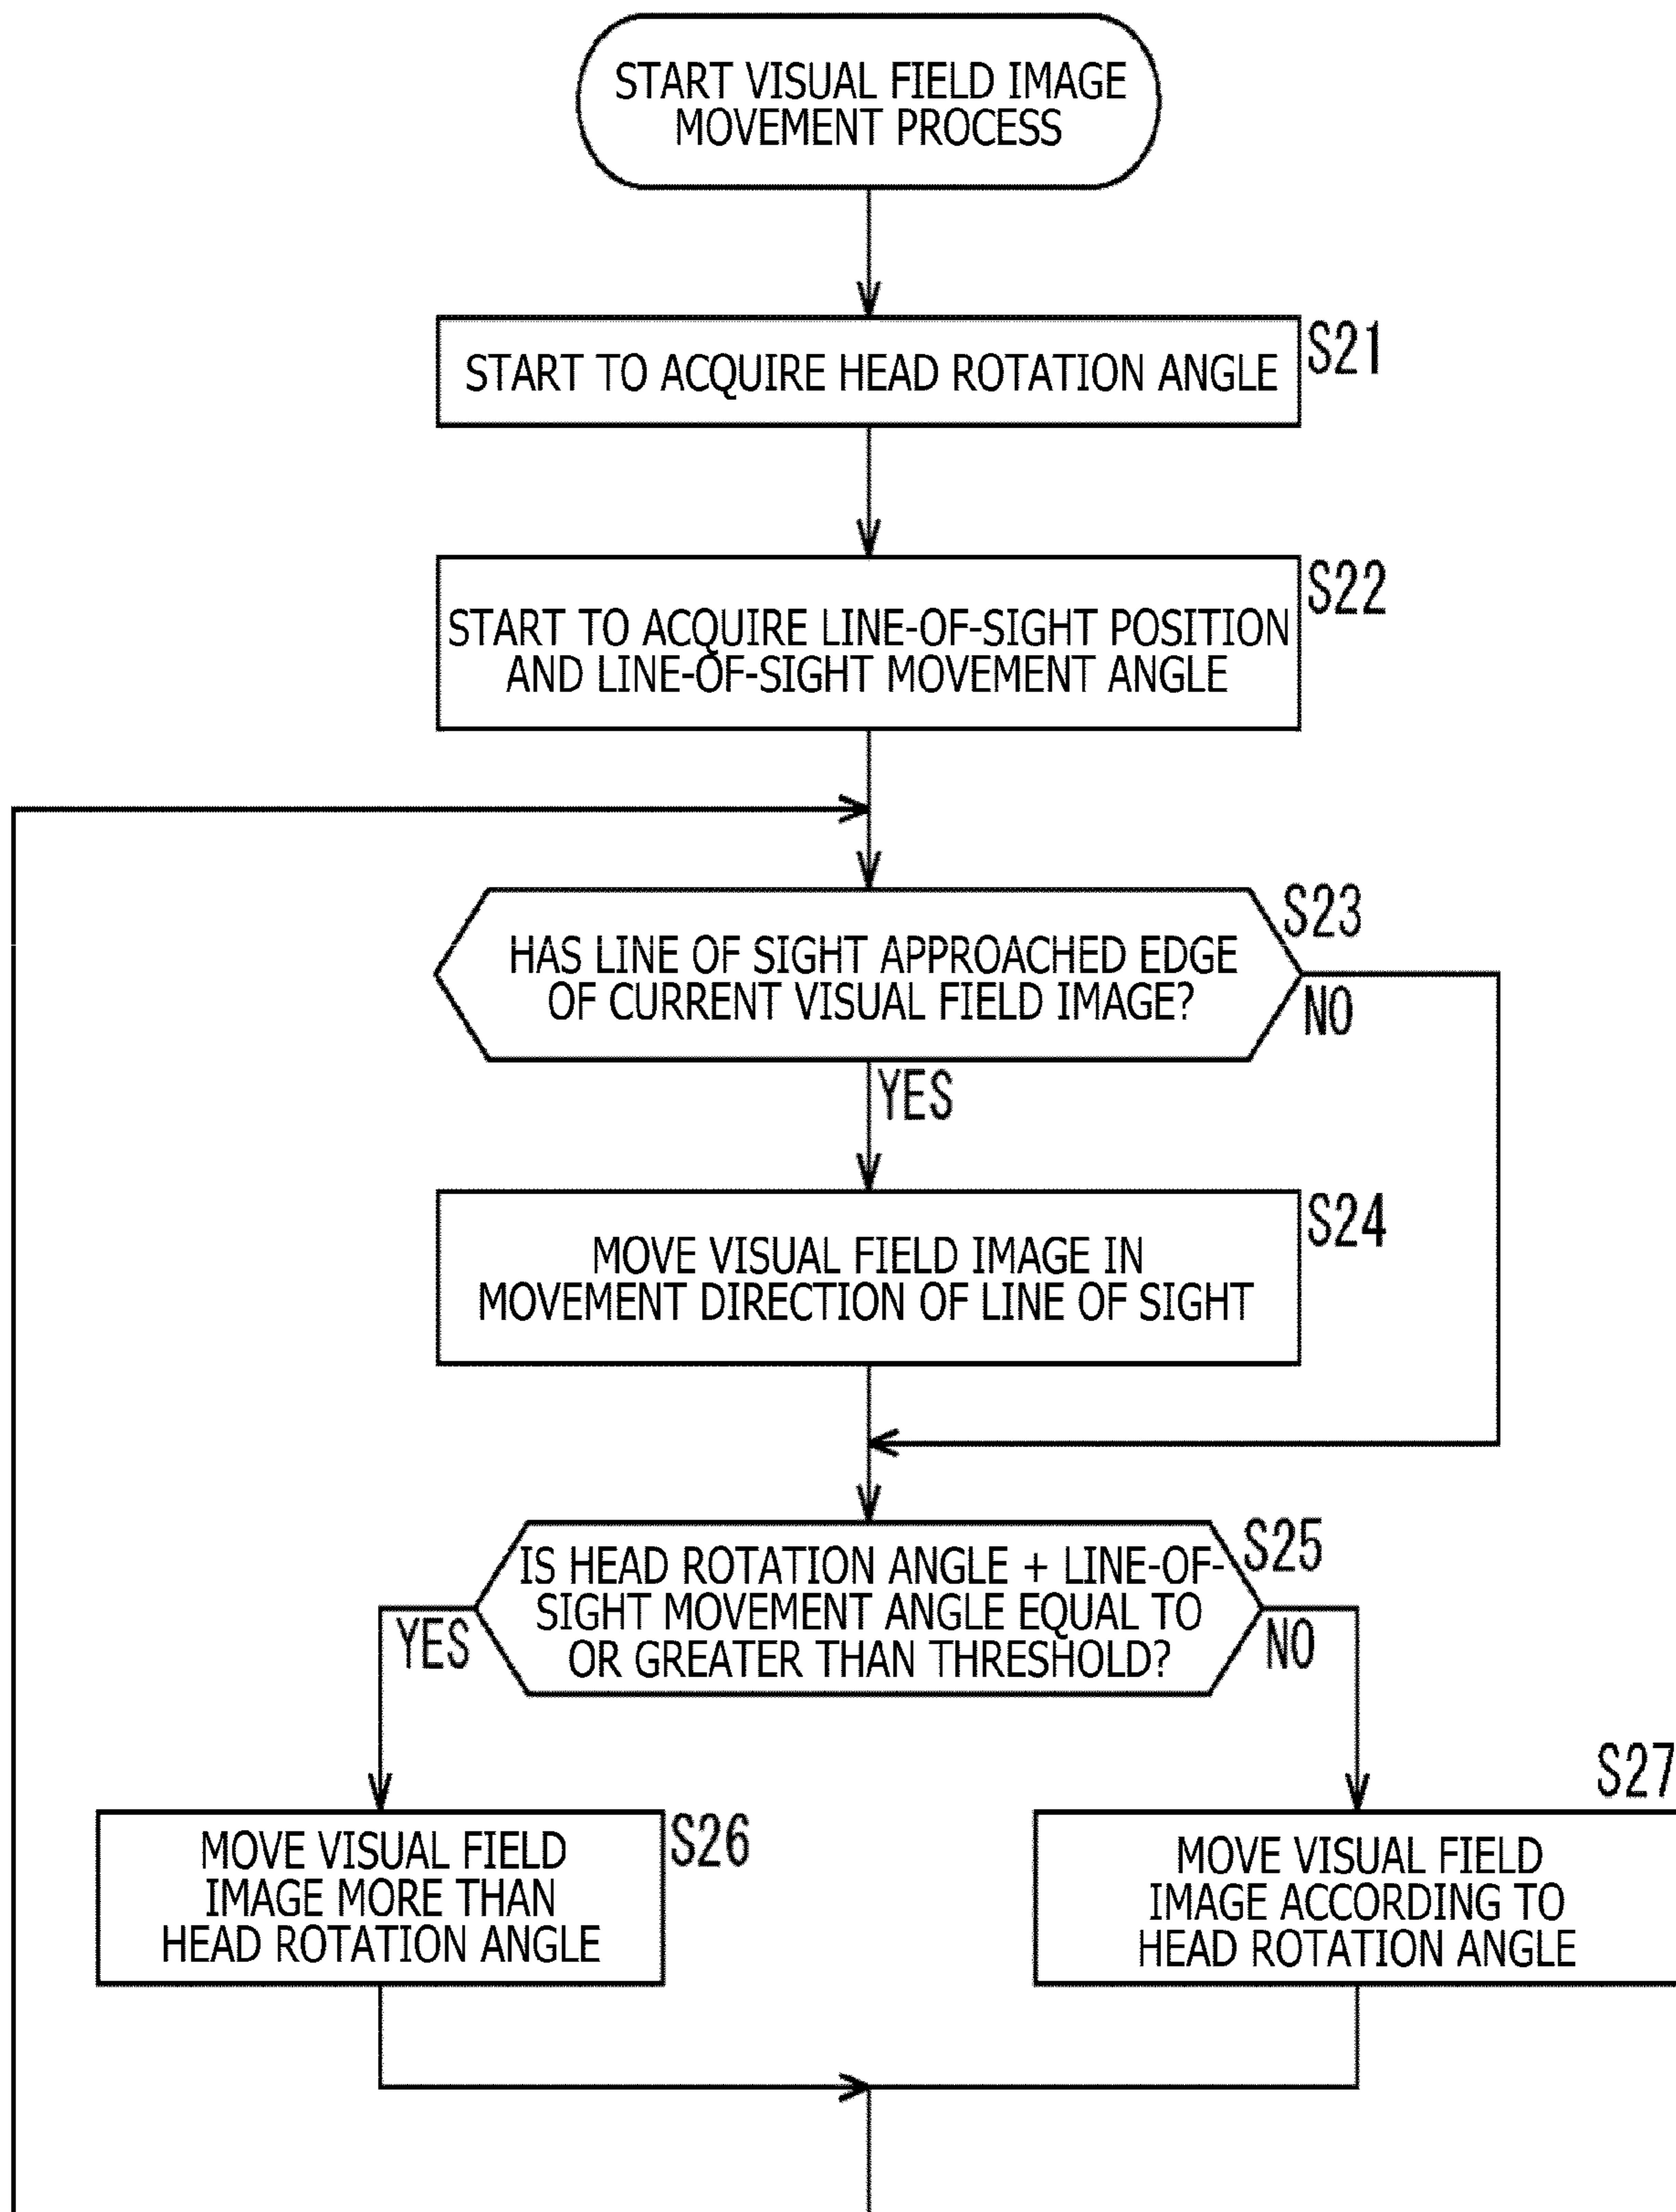 START VISUAL FIELD IMAGE
MOVEMENT PROCESS
S21
START TO ACQUIRE HEAD ROTATION ANGLE
S22
START TO ACQUIRE LINE-OF-SIGHT POSITION
AND LINE-OF-SIGHT MOVEMENT ANGLE
S23
HAS LINE OF SIGHT APPROACHED EDGE
OF CURRENT VISUAL FIELD IMAGE?
NO
YES
S24
MOVE VISUAL FIELD IMAGE IN
MOVEMENT DIRECTION OF LINE OF SIGHT
S25
IS HEAD ROTATION ANGLE + LINE-OF-
SIGHT MOVEMENT ANGLE EQUAL TO
OR GREATER THAN THRESHOLD?
YES
NO
S26
MOVE VISUAL FIELD
IMAGE MORE THAN
HEAD ROTATION ANGLE
S27
MOVE VISUAL FIELD
IMAGE ACCORDING TO
HEAD ROTATION ANGLE